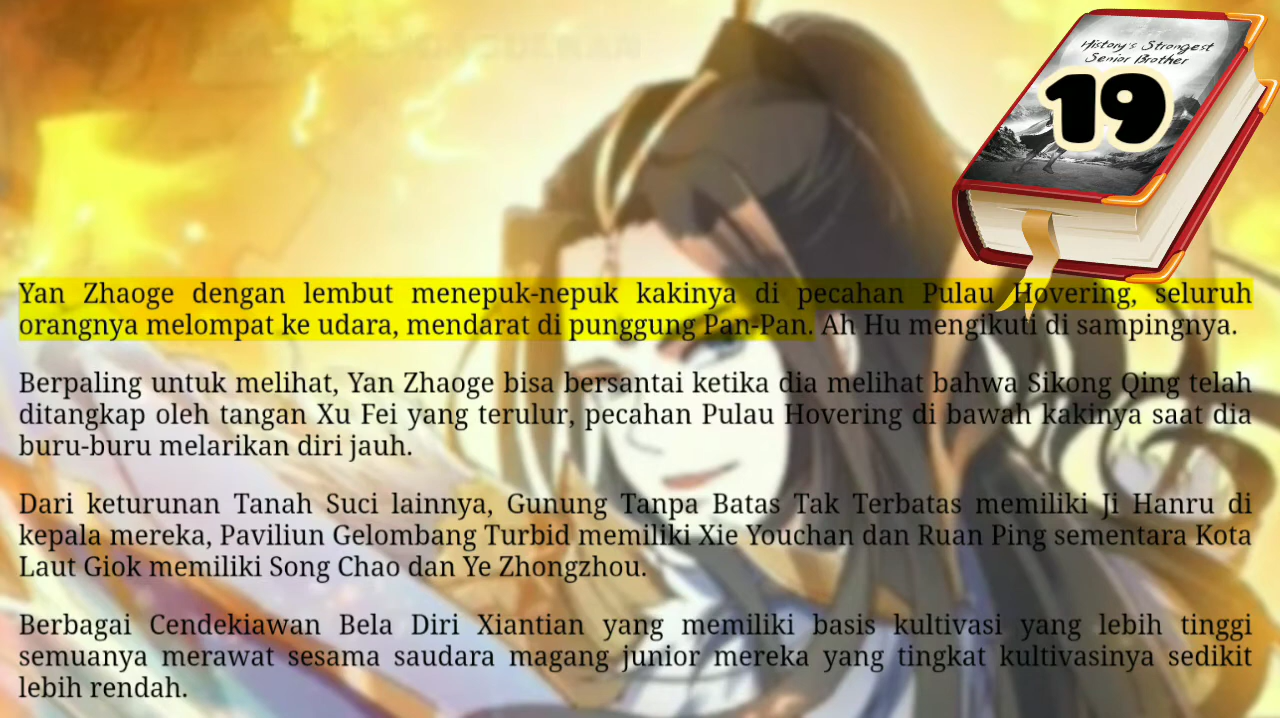 History's Strongest
Senior Brother
19
Yan Zhaoge dengan lembut menepuk-nepuk kakinya di pecahan Pulau Hovering, seluruh
orangnya melompat ke udara, mendarat di punggung Pan-Pan. Ah Hu mengikuti di sampingnya.
Berpaling untuk melihat, Yan Zhaoge bisa bersantai ketika dia melihat bahwa Sikong Qing telah
ditangkap oleh tangan Xu Fei yang terulur, pecahan Pulau Hovering di bawah kakinya saat dia
buru-buru melarikan diri jauh.
Dari keturunan Tanah Suci lainnya, Gunung Tanpa Batas Tak Terbatas memiliki Ji Hanru di
kepala mereka, Paviliun Gelombang Turbid memiliki Xie Youchan dan Ruan Ping sementara Kota
Laut Giok memiliki Song Chao dan Ye Zhongzhou.
Berbagai Cendekiawan Bela Diri Xiantian yang memiliki basis kultivasi yang lebih tinggi
semuanya merawat sesama saudara magang junior mereka yang tingkat kultivasinya sedikit
lebih rendah.